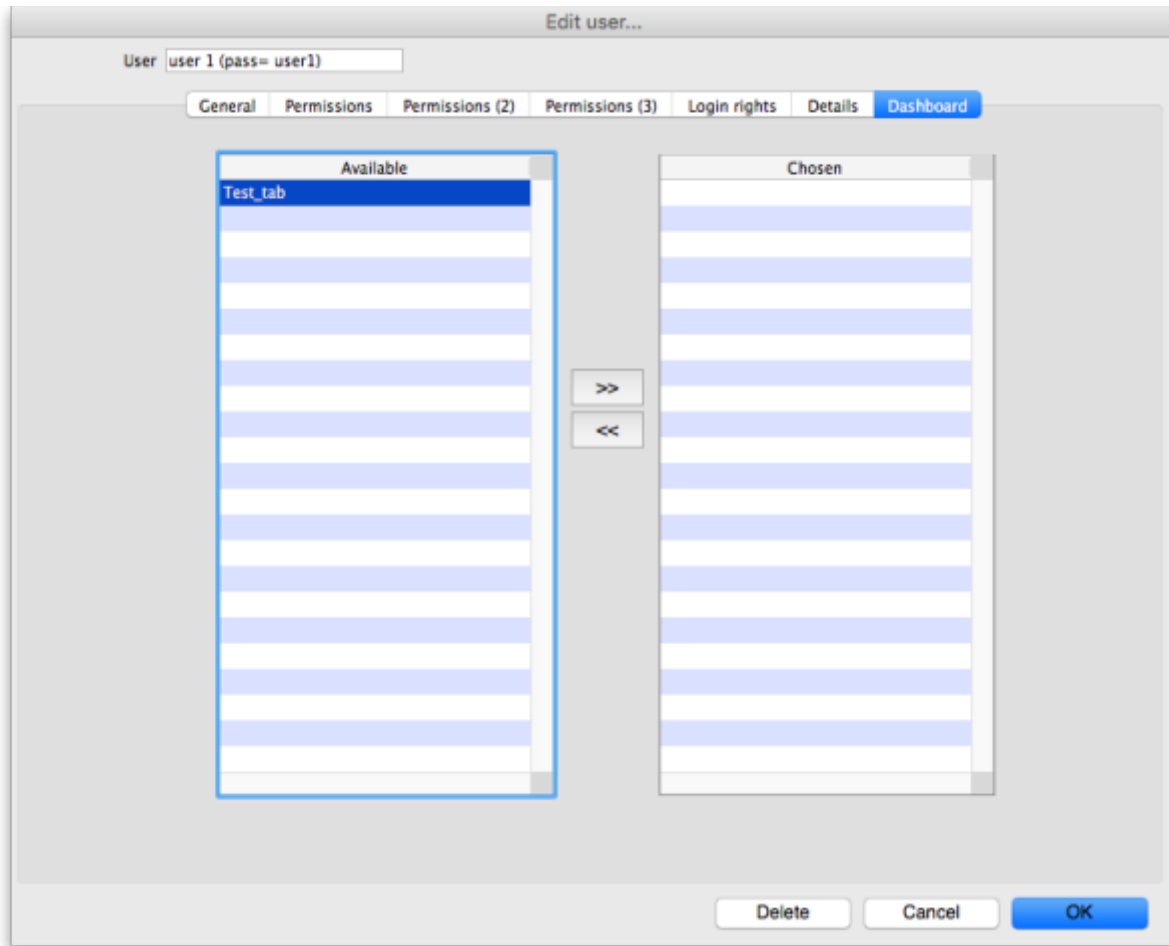 Edit user...
User user 1 (pass= user1)
General Permissions Permissions (2) Permissions (3) Login rights Details Dashboard
Available Chosen
Test_tab
>>
<<
Delete Cancel OK